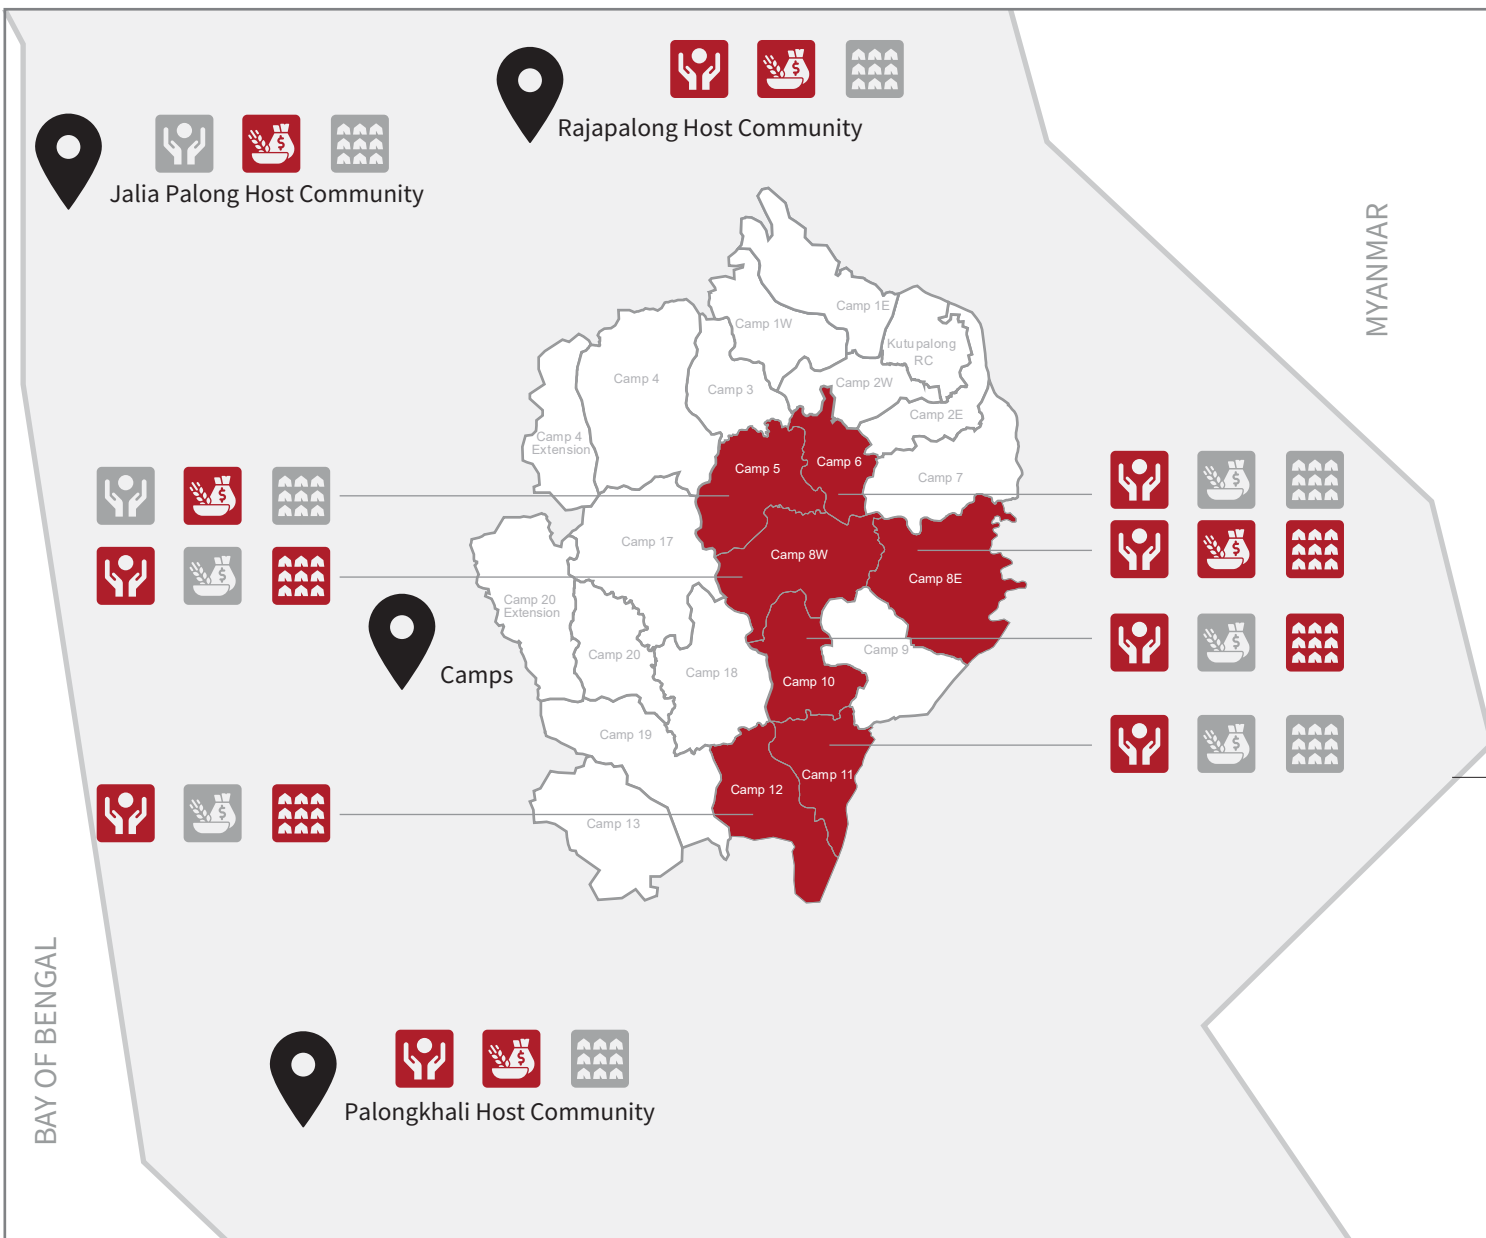 Rajapalong Host Community
Jalia Palong Host Community
MYANMAR
Camp 1E
Camp 1W
Kutupalong
RC
Camp 4
Camp 3
Camp 2W
Camp 2E
Camp 4
Extension
Camp 5
Camp 6
Camp 7
Camp 17
Camp 8W
Camp 8E
Camp 20
Extension
Camp 20
Camp 9
Camps
Camp 18
Camp 10
Camp 19
Camp 11
Camp 12
Camp 13
BAY OF BENGAL
Palongkhali Host Community